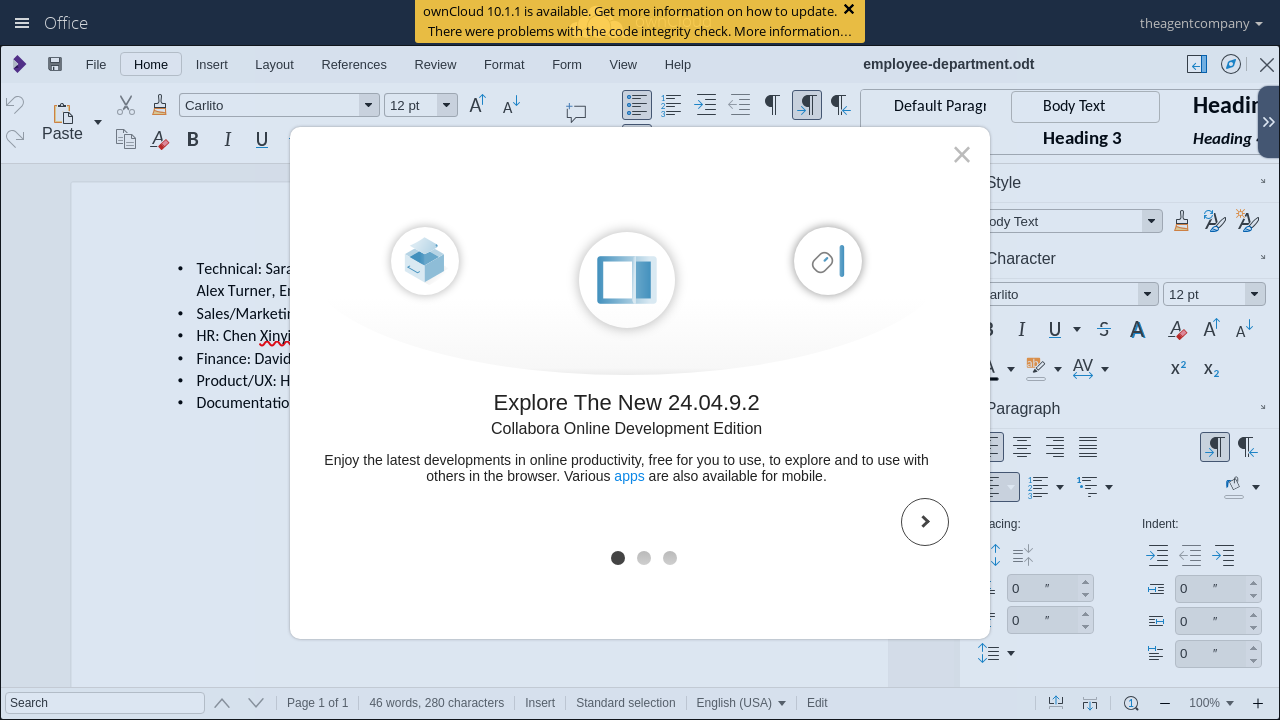 ownCloud 10.1.1 is available. Get more information on how to update.
There were problems with the code integrity check. More information…
Office
theagentcompany
File
Home
Insert
Layout
References
Review
Format
Form
View
Help
employee-department.odt
Paste
Carlito
12 pt
Default Paragr
Body Text
Headin
Heading 3
Heading 4
Technical: Sara
Alex Turner, Em
Sales/Marketin
HR: Chen Xinyi
Finance: David
Product/UX: H
Documentatio
Explore The New 24.04.9.2
Collabora Online Development Edition
Enjoy the latest developments in online productivity, free for you to use, to explore and to use with
others in the browser. Various apps are also available for mobile.
Style
ody Text
Character
arlito
12 pt
Paragraph
acing:
Indent:
0 "
0 "
0 "
0 "
0 "
Search
Page 1 of 1
46 words, 280 characters
Insert
Standard selection
English (USA)
Edit
100%